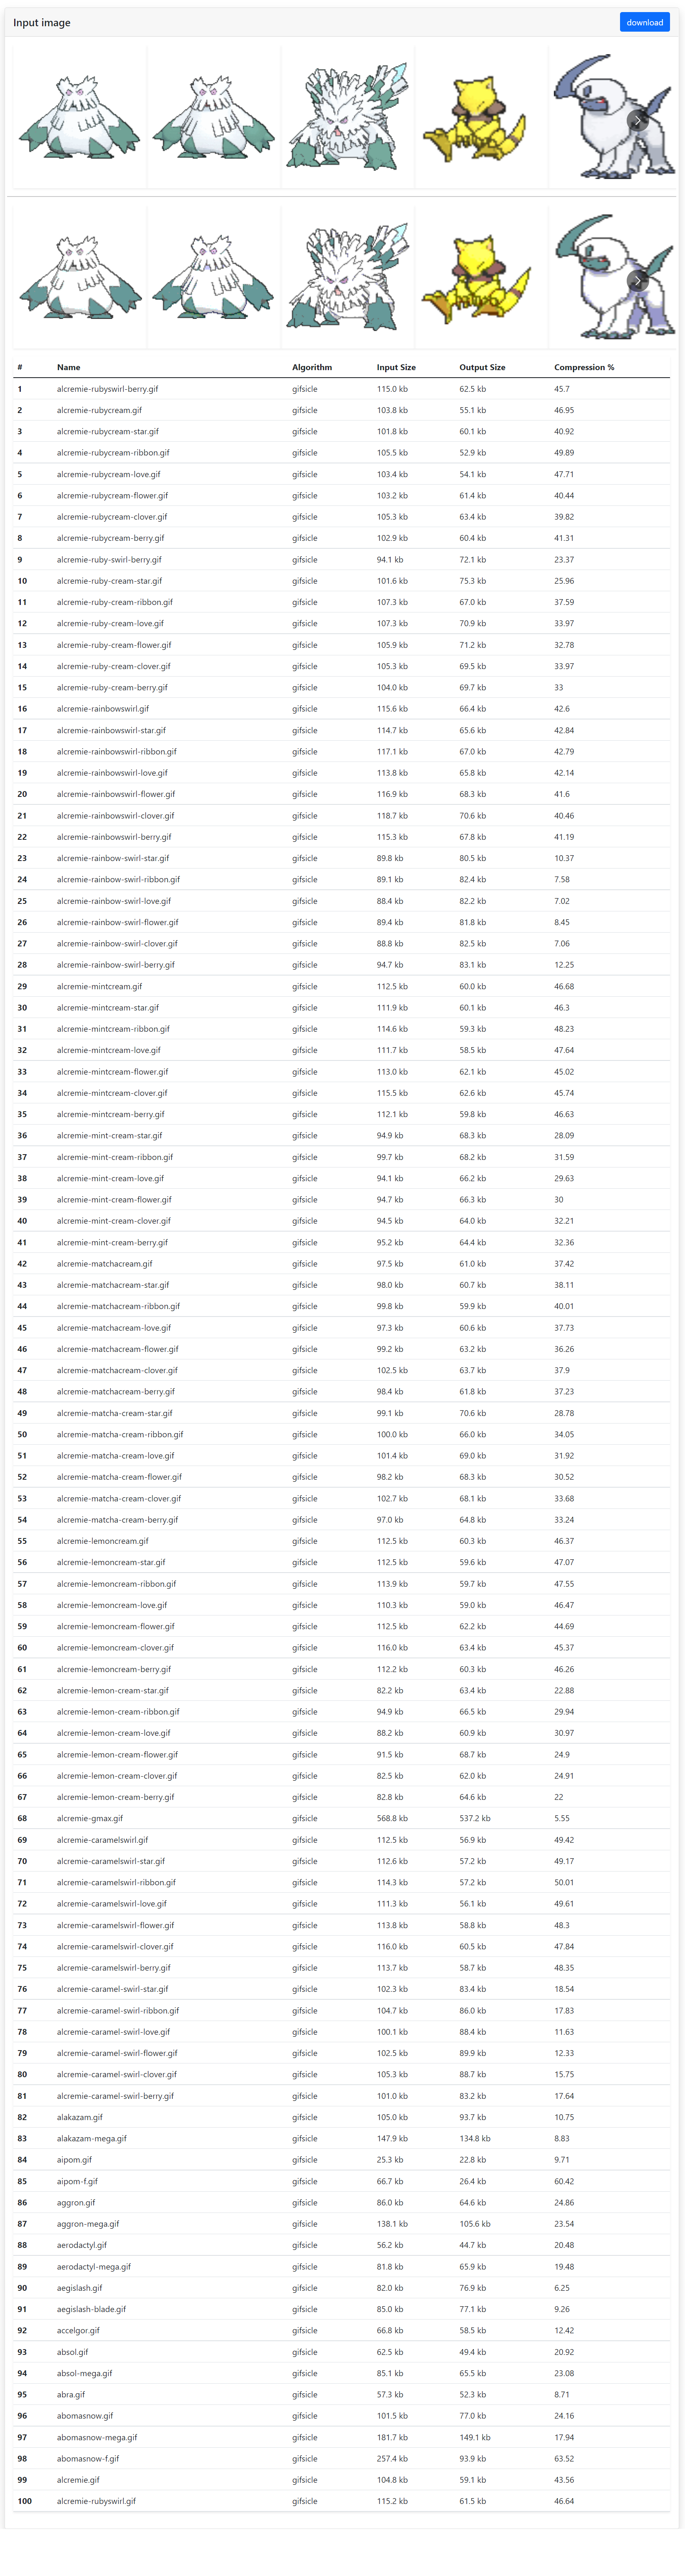 Input image download
# Name Algorithm Input Size Output Size Compression %
1 alcremie-rubyswirl-berry.gif gifsicle 115.0 kb 62.5 kb 45.7
2 alcremie-rubycream.gif gifsicle 103.8 kb 55.1 kb 46.95
3 alcremie-rubycream-star.gif gifsicle 101.8 kb 60.1 kb 40.92
4 alcremie-rubycream-ribbon.gif gifsicle 105.5 kb 52.9 kb 49.89
5 alcremie-rubycream-love.gif gifsicle 103.4 kb 54.1 kb 47.71
6 alcremie-rubycream-flower.gif gifsicle 103.2 kb 61.4 kb 40.44
7 alcremie-rubycream-clover.gif gifsicle 105.3 kb 63.4 kb 39.82
8 alcremie-rubycream-berry.gif gifsicle 102.9 kb 60.4 kb 41.31
9 alcremie-ruby-swirl-berry.gif gifsicle 94.1 kb 72.1 kb 23.37
10 alcremie-ruby-cream-star.gif gifsicle 101.6 kb 75.3 kb 25.96
11 alcremie-ruby-cream-ribbon.gif gifsicle 107.3 kb 67.0 kb 37.59
12 alcremie-ruby-cream-love.gif gifsicle 107.3 kb 70.9 kb 33.97
13 alcremie-ruby-cream-flower.gif gifsicle 105.9 kb 71.2 kb 32.78
14 alcremie-ruby-cream-clover.gif gifsicle 105.3 kb 69.5 kb 33.97
15 alcremie-ruby-cream-berry.gif gifsicle 104.0 kb 69.7 kb 33
16 alcremie-rainbowswirl.gif gifsicle 115.6 kb 66.4 kb 42.6
17 alcremie-rainbowswirl-star.gif gifsicle 114.7 kb 65.6 kb 42.84
18 alcremie-rainbowswirl-ribbon.gif gifsicle 117.1 kb 67.0 kb 42.79
19 alcremie-rainbowswirl-love.gif gifsicle 113.8 kb 65.8 kb 42.14
20 alcremie-rainbowswirl-flower.gif gifsicle 116.9 kb 68.3 kb 41.6
21 alcremie-rainbowswirl-clover.gif gifsicle 118.7 kb 70.6 kb 40.46
22 alcremie-rainbowswirl-berry.gif gifsicle 115.3 kb 67.8 kb 41.19
23 alcremie-rainbow-swirl-star.gif gifsicle 89.8 kb 80.5 kb 10.37
24 alcremie-rainbow-swirl-ribbon.gif gifsicle 89.1 kb 82.4 kb 7.58
25 alcremie-rainbow-swirl-love.gif gifsicle 88.4 kb 82.2 kb 7.02
26 alcremie-rainbow-swirl-flower.gif gifsicle 89.4 kb 81.8 kb 8.45
27 alcremie-rainbow-swirl-clover.gif gifsicle 88.8 kb 82.5 kb 7.06
28 alcremie-rainbow-swirl-berry.gif gifsicle 94.7 kb 83.1 kb 12.25
29 alcremie-mintcream.gif gifsicle 112.5 kb 60.0 kb 46.68
30 alcremie-mintcream-star.gif gifsicle 111.9 kb 60.1 kb 46.3
31 alcremie-mintcream-ribbon.gif gifsicle 114.6 kb 59.3 kb 48.23
32 alcremie-mintcream-love.gif gifsicle 111.7 kb 58.5 kb 47.64
33 alcremie-mintcream-flower.gif gifsicle 113.0 kb 62.1 kb 45.02
34 alcremie-mintcream-clover.gif gifsicle 115.5 kb 62.6 kb 45.74
35 alcremie-mintcream-berry.gif gifsicle 112.1 kb 59.8 kb 46.63
36 alcremie-mint-cream-star.gif gifsicle 94.9 kb 68.3 kb 28.09
37 alcremie-mint-cream-ribbon.gif gifsicle 99.7 kb 68.2 kb 31.59
38 alcremie-mint-cream-love.gif gifsicle 94.1 kb 66.2 kb 29.63
39 alcremie-mint-cream-flower.gif gifsicle 94.7 kb 66.3 kb 30
40 alcremie-mint-cream-clover.gif gifsicle 94.5 kb 64.0 kb 32.21
41 alcremie-mint-cream-berry.gif gifsicle 95.2 kb 64.4 kb 32.36
42 alcremie-matchacream.gif gifsicle 97.5 kb 61.0 kb 37.42
43 alcremie-matchacream-star.gif gifsicle 98.0 kb 60.7 kb 38.11
44 alcremie-matchacream-ribbon.gif gifsicle 99.8 kb 59.9 kb 40.01
45 alcremie-matchacream-love.gif gifsicle 97.3 kb 60.6 kb 37.73
46 alcremie-matchacream-flower.gif gifsicle 99.2 kb 63.2 kb 36.26
47 alcremie-matchacream-clover.gif gifsicle 102.5 kb 63.7 kb 37.9
48 alcremie-matchacream-berry.gif gifsicle 98.4 kb 61.8 kb 37.23
49 alcremie-matcha-cream-star.gif gifsicle 99.1 kb 70.6 kb 28.78
50 alcremie-matcha-cream-ribbon.gif gifsicle 100.0 kb 66.0 kb 34.05
51 alcremie-matcha-cream-love.gif gifsicle 101.4 kb 69.0 kb 31.92
52 alcremie-matcha-cream-flower.gif gifsicle 98.2 kb 68.3 kb 30.52
53 alcremie-matcha-cream-clover.gif gifsicle 102.7 kb 68.1 kb 33.68
54 alcremie-matcha-cream-berry.gif gifsicle 97.0 kb 64.8 kb 33.24
55 alcremie-lemoncream.gif gifsicle 112.5 kb 60.3 kb 46.37
56 alcremie-lemoncream-star.gif gifsicle 112.5 kb 59.6 kb 47.07
57 alcremie-lemoncream-ribbon.gif gifsicle 113.9 kb 59.7 kb 47.55
58 alcremie-lemoncream-love.gif gifsicle 110.3 kb 59.0 kb 46.47
59 alcremie-lemoncream-flower.gif gifsicle 112.5 kb 62.2 kb 44.69
60 alcremie-lemoncream-clover.gif gifsicle 116.0 kb 63.4 kb 45.37
61 alcremie-lemoncream-berry.gif gifsicle 112.2 kb 60.3 kb 46.26
62 alcremie-lemon-cream-star.gif gifsicle 82.2 kb 63.4 kb 22.88
63 alcremie-lemon-cream-ribbon.gif gifsicle 94.9 kb 66.5 kb 29.94
64 alcremie-lemon-cream-love.gif gifsicle 88.2 kb 60.9 kb 30.97
65 alcremie-lemon-cream-flower.gif gifsicle 91.5 kb 68.7 kb 24.9
66 alcremie-lemon-cream-clover.gif gifsicle 82.5 kb 62.0 kb 24.91
67 alcremie-lemon-cream-berry.gif gifsicle 82.8 kb 64.6 kb 22
68 alcremie-gmax.gif gifsicle 568.8 kb 537.2 kb 5.55
69 alcremie-caramelswirl.gif gifsicle 112.5 kb 56.9 kb 49.42
70 alcremie-caramelswirl-star.gif gifsicle 112.6 kb 57.2 kb 49.17
71 alcremie-caramelswirl-ribbon.gif gifsicle 114.3 kb 57.2 kb 50.01
72 alcremie-caramelswirl-love.gif gifsicle 111.3 kb 56.1 kb 49.61
73 alcremie-caramelswirl-flower.gif gifsicle 113.8 kb 58.8 kb 48.3
74 alcremie-caramelswirl-clover.gif gifsicle 116.0 kb 60.5 kb 47.84
75 alcremie-caramelswirl-berry.gif gifsicle 113.7 kb 58.7 kb 48.35
76 alcremie-caramel-swirl-star.gif gifsicle 102.3 kb 83.4 kb 18.54
77 alcremie-caramel-swirl-ribbon.gif gifsicle 104.7 kb 86.0 kb 17.83
78 alcremie-caramel-swirl-love.gif gifsicle 100.1 kb 88.4 kb 11.63
79 alcremie-caramel-swirl-flower.gif gifsicle 102.5 kb 89.9 kb 12.33
80 alcremie-caramel-swirl-clover.gif gifsicle 105.3 kb 88.7 kb 15.75
81 alcremie-caramel-swirl-berry.gif gifsicle 101.0 kb 83.2 kb 17.64
82 alakazam.gif gifsicle 105.0 kb 93.7 kb 10.75
83 alakazam-mega.gif gifsicle 147.9 kb 134.8 kb 8.83
84 aipom.gif gifsicle 25.3 kb 22.8 kb 9.71
85 aipom-f.gif gifsicle 66.7 kb 26.4 kb 60.42
86 aggron.gif gifsicle 86.0 kb 64.6 kb 24.86
87 aggron-mega.gif gifsicle 138.1 kb 105.6 kb 23.54
88 aerodactyl.gif gifsicle 56.2 kb 44.7 kb 20.48
89 aerodactyl-mega.gif gifsicle 81.8 kb 65.9 kb 19.48
90 aegislash.gif gifsicle 82.0 kb 76.9 kb 6.25
91 aegislash-blade.gif gifsicle 85.0 kb 77.1 kb 9.26
92 accelgor.gif gifsicle 66.8 kb 58.5 kb 12.42
93 absol.gif gifsicle 62.5 kb 49.4 kb 20.92
94 absol-mega.gif gifsicle 85.1 kb 65.5 kb 23.08
95 abra.gif gifsicle 57.3 kb 52.3 kb 8.71
96 abomasnow.gif gifsicle 101.5 kb 77.0 kb 24.16
97 abomasnow-mega.gif gifsicle 181.7 kb 149.1 kb 17.94
98 abomasnow-f.gif gifsicle 257.4 kb 93.9 kb 63.52
99 alcremie.gif gifsicle 104.8 kb 59.1 kb 43.56
100 alcremie-rubyswirl.gif gifsicle 115.2 kb 61.5 kb 46.64